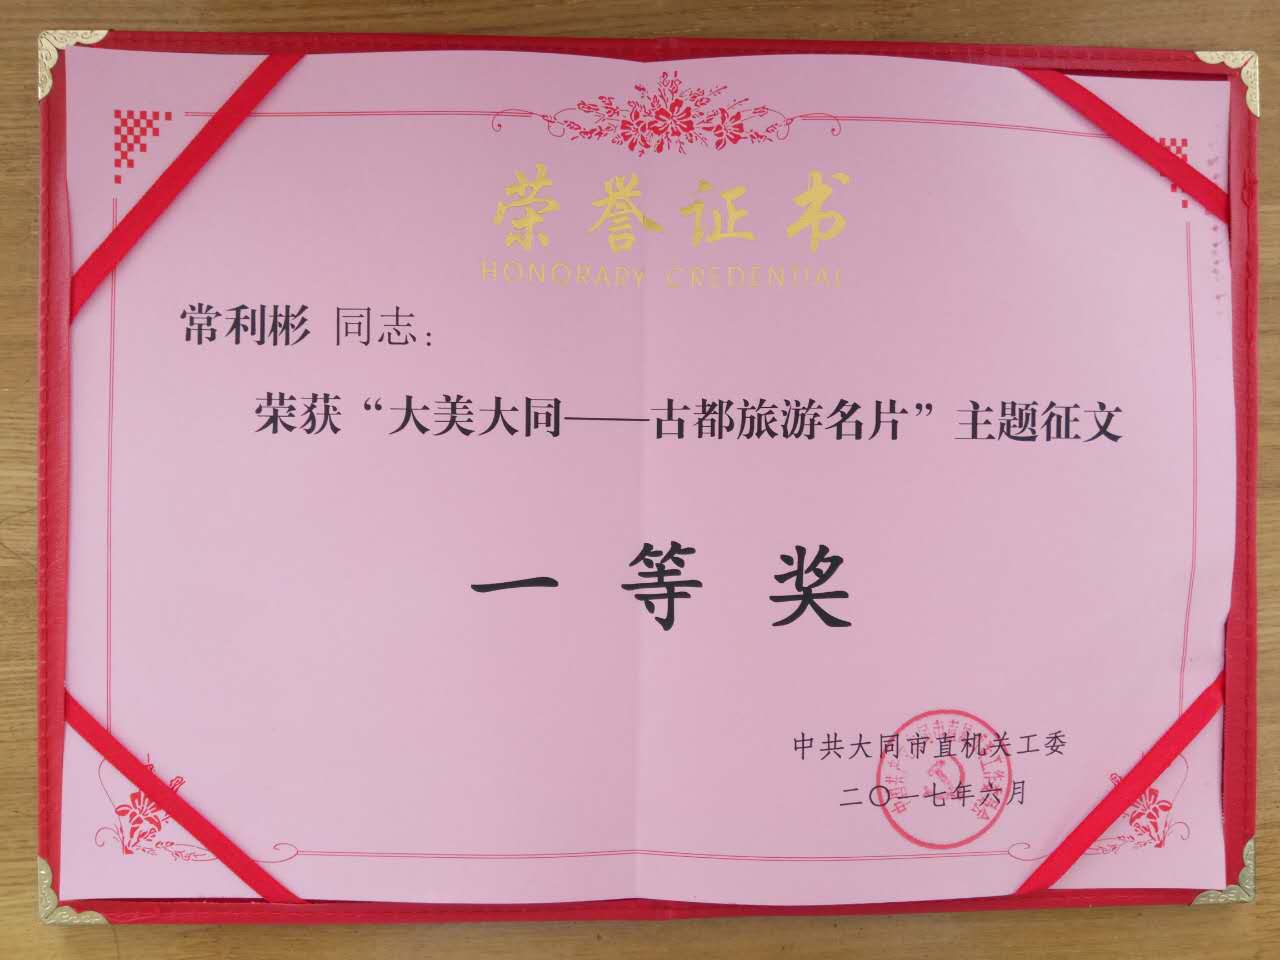 荣誉证书
HONORARY CREDENTIAL
常利彬 同志：
荣获“大美大同——古都旅游名片”主题征文
一等奖
中共大同市直机关工委
二〇一七年六月